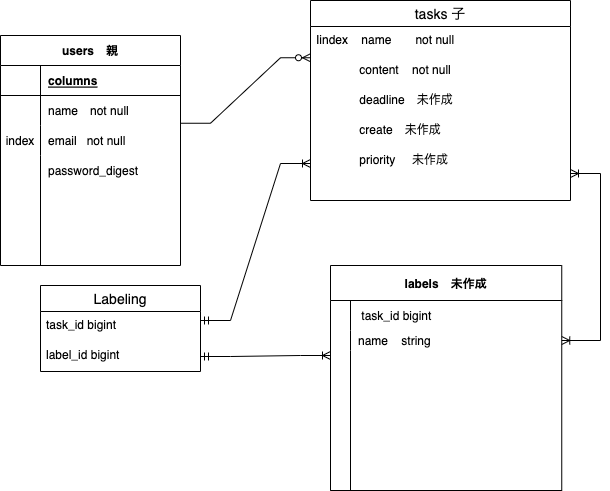 users 親
columns
name not null
index email not null
password_digest
tasks 子
Iindex name not null
content not null
deadline 未作成
create 未作成
priority 未作成
Labeling
task_id bigint
label_id bigint
labels 未作成
task_id bigint
name string